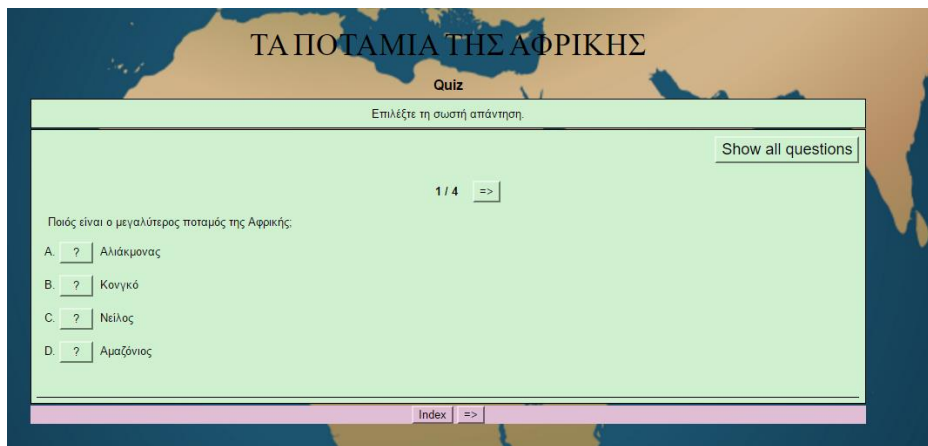 ΤΑ ΠΟΤΑΜΙΑ ΤΗΣ ΑΦΡΙΚΗΣ
Quiz
Επιλέξτε τη σωστή απάντηση.
Show all questions
1 / 4 =>
Ποιός είναι ο μεγαλύτερος ποταμός της Αφρικής;
A. ? Αλιάκμονας
B. ? Κονγκό
C. ? Νείλος
D. ? Αμαζόνιος
Index =>